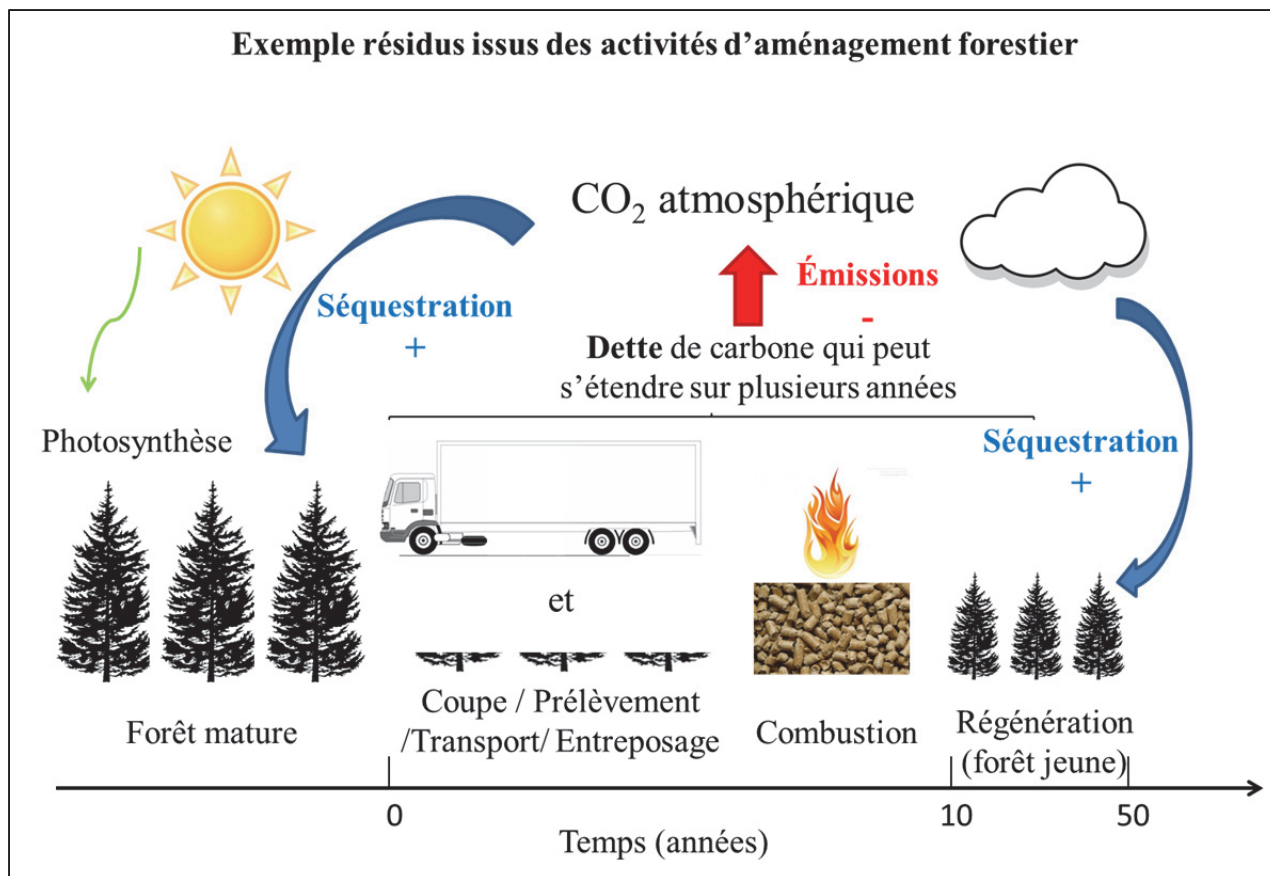 Exemple résidus issus des activités d'aménagement forestier
CO₂ atmosphérique
Séquestration
+
Émissions
-
Dette de carbone qui peut
s'étendre sur plusieurs années
Photosynthèse
Séquestration
+
et
Forêt mature
Coupe / Prélèvement
/Transport/ Entreposage
Combustion
Régénération
(forêt jeune)
0
10
50
Temps (années)